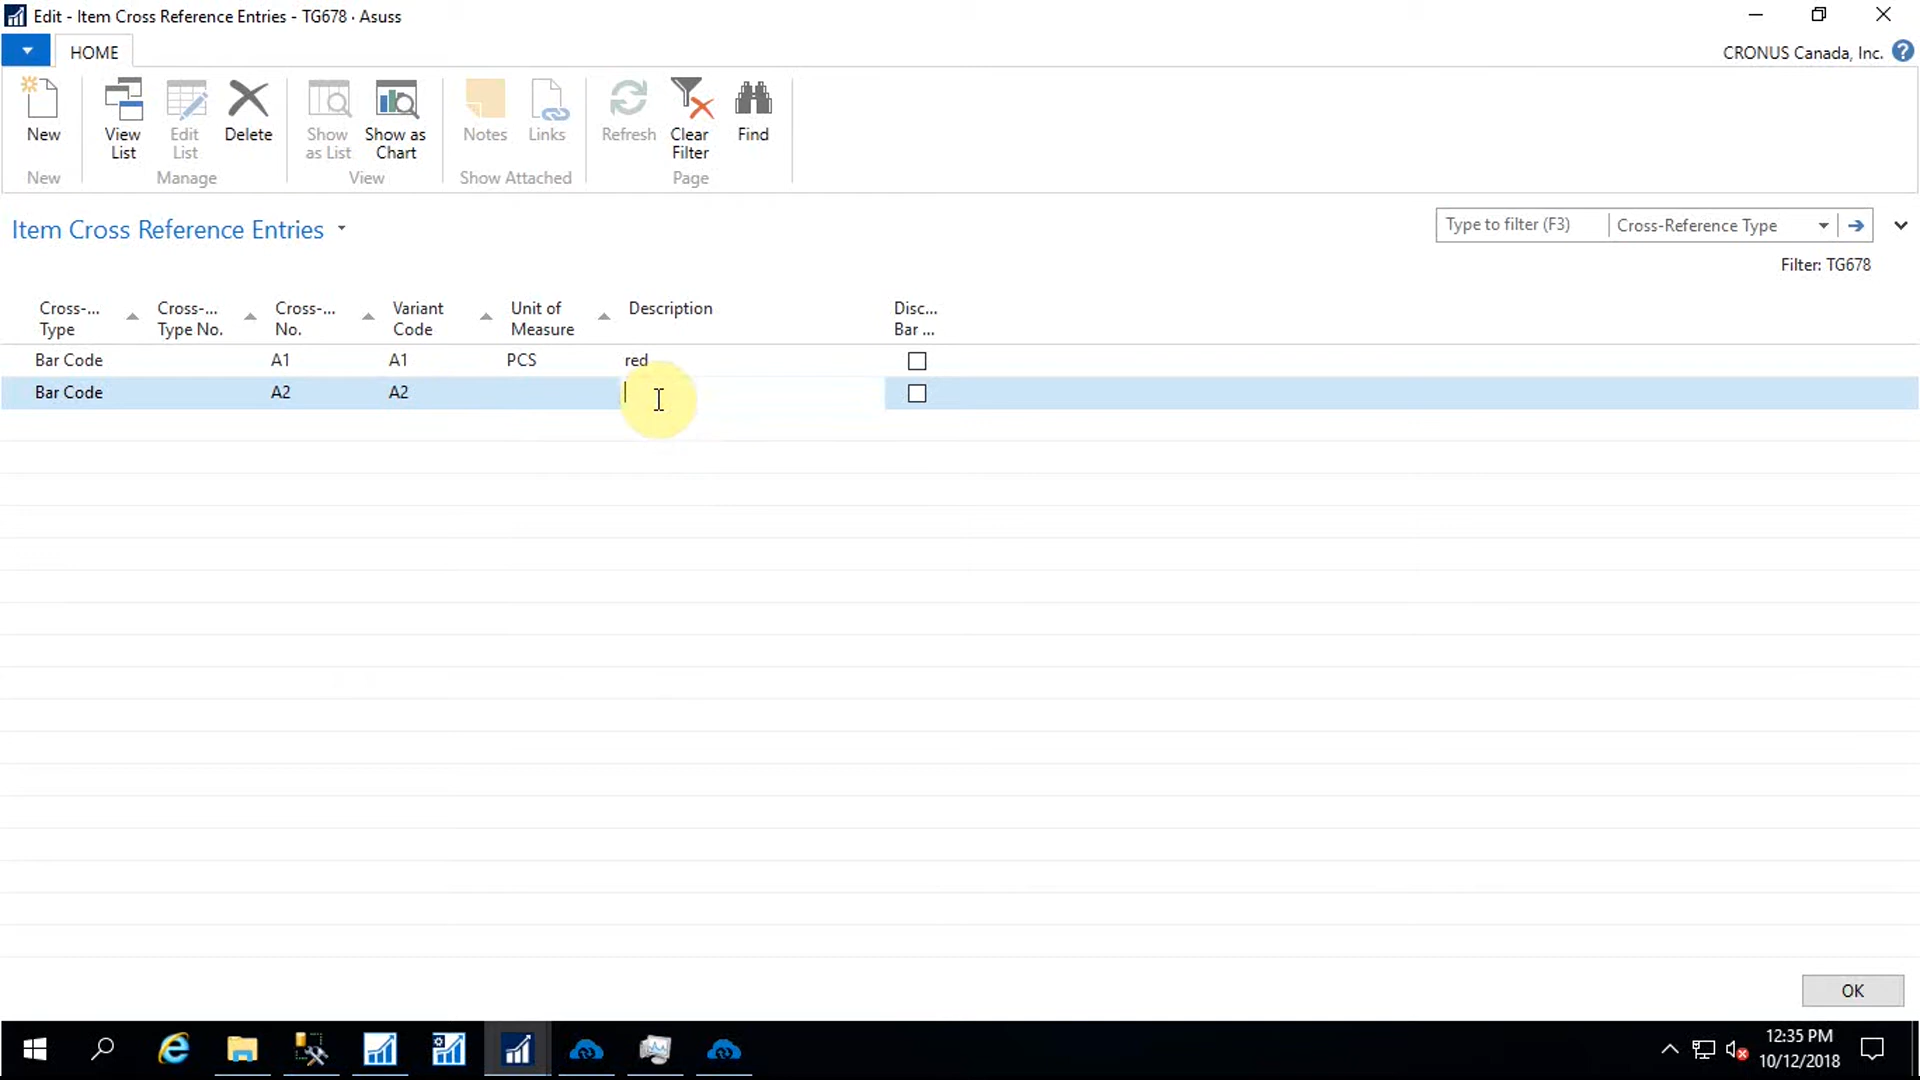 Edit - Item Cross Reference Entries - TG678 · Asuss
HOME
CRONUS Canada, Inc.
New
View List
Edit List
Delete
Show as List
Show as Chart
Notes
Links
Refresh
Clear Filter
Find
New
Manage
View
Show Attached
Page
Item Cross Reference Entries
Type to filter (F3)
Cross-Reference Type
Filter: TG678
Cross-... Type
Cross-... Type No.
Cross-... No.
Variant Code
Unit of Measure
Description
Disc... Bar ...
Bar Code A1 A1 PCS red
Bar Code A2 A2
OK
12:35 PM
10/12/2018